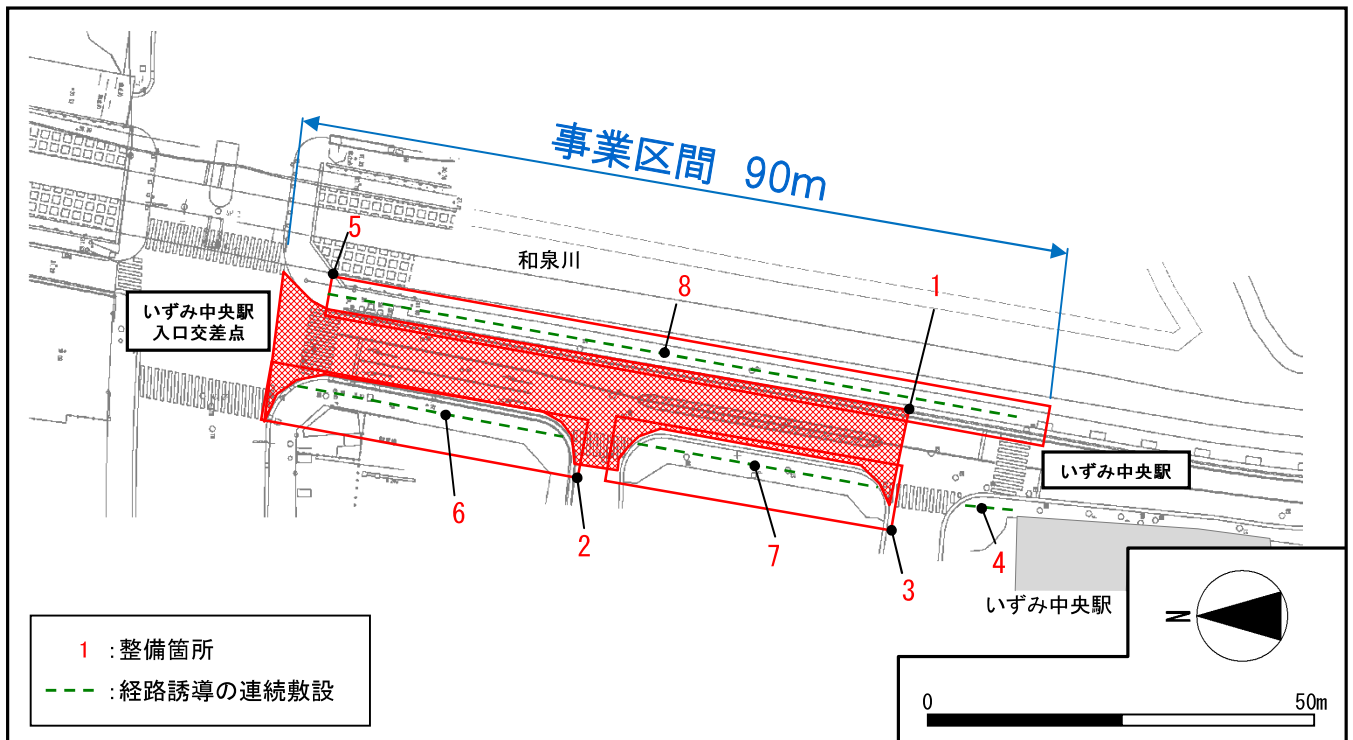 事業区間 90m
5
和泉川
8
1
いずみ中央駅
入口交差点
いずみ中央駅
6
2
7
3
4
いずみ中央駅
1 :整備箇所
:経路誘導の連続敷設
N
0 50m